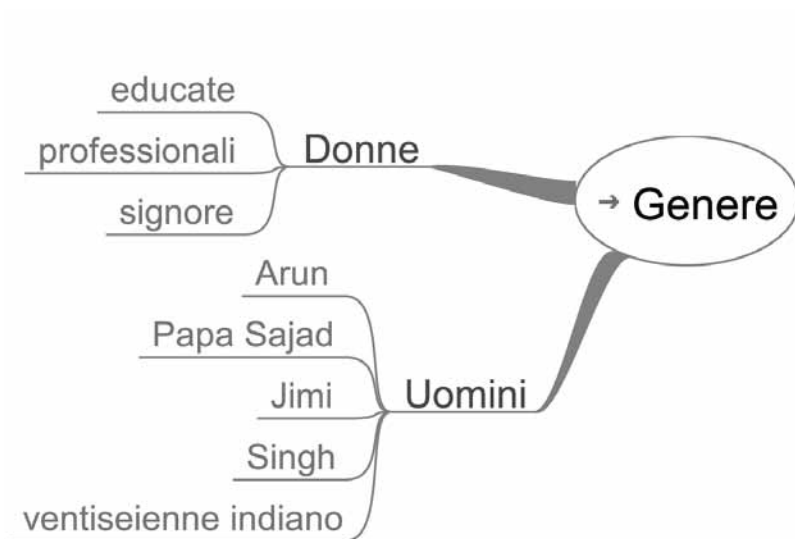 educate
professionali
signore
Donne
→ Genere
Arun
Papa Sajad
Jimi
Singh
ventiseienne indiano
Uomini